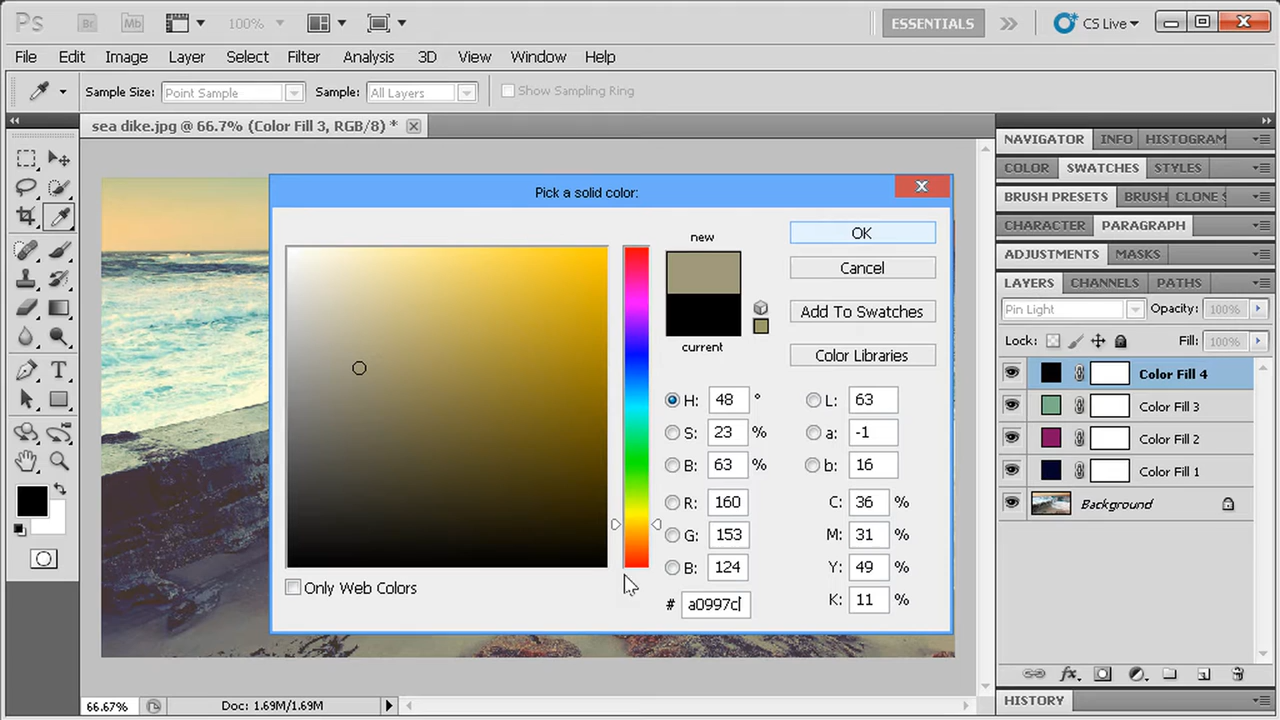 Ps Br Mb 100% ESSENTIALS CS Live
File Edit Image Layer Select Filter Analysis 3D View Window Help
Sample Size: Point Sample Sample: All Layers Show Sampling Ring
sea dike.jpg @ 66.7% (Color Fill 3, RGB/8) *
NAVIGATOR INFO HISTOGRAM
COLOR SWATCHES STYLES
BRUSH PRESETS BRUSH CLONE S
CHARACTER PARAGRAPH
ADJUSTMENTS MASKS
LAYERS CHANNELS PATHS
Pin Light Opacity: 100%
Lock: Fill: 100%
Color Fill 4
Color Fill 3
Color Fill 2
Color Fill 1
Background
HISTORY
Pick a solid color:
new
current
OK
Cancel
Add To Swatches
Color Libraries
H: 48 ° L: 63
S: 23 % a: -1
B: 63 % b: 16
R: 160 C: 36 %
G: 153 M: 31 %
B: 124 Y: 49 %
# a0997c K: 11 %
Only Web Colors
66.67% Doc: 1.69M/1.69M